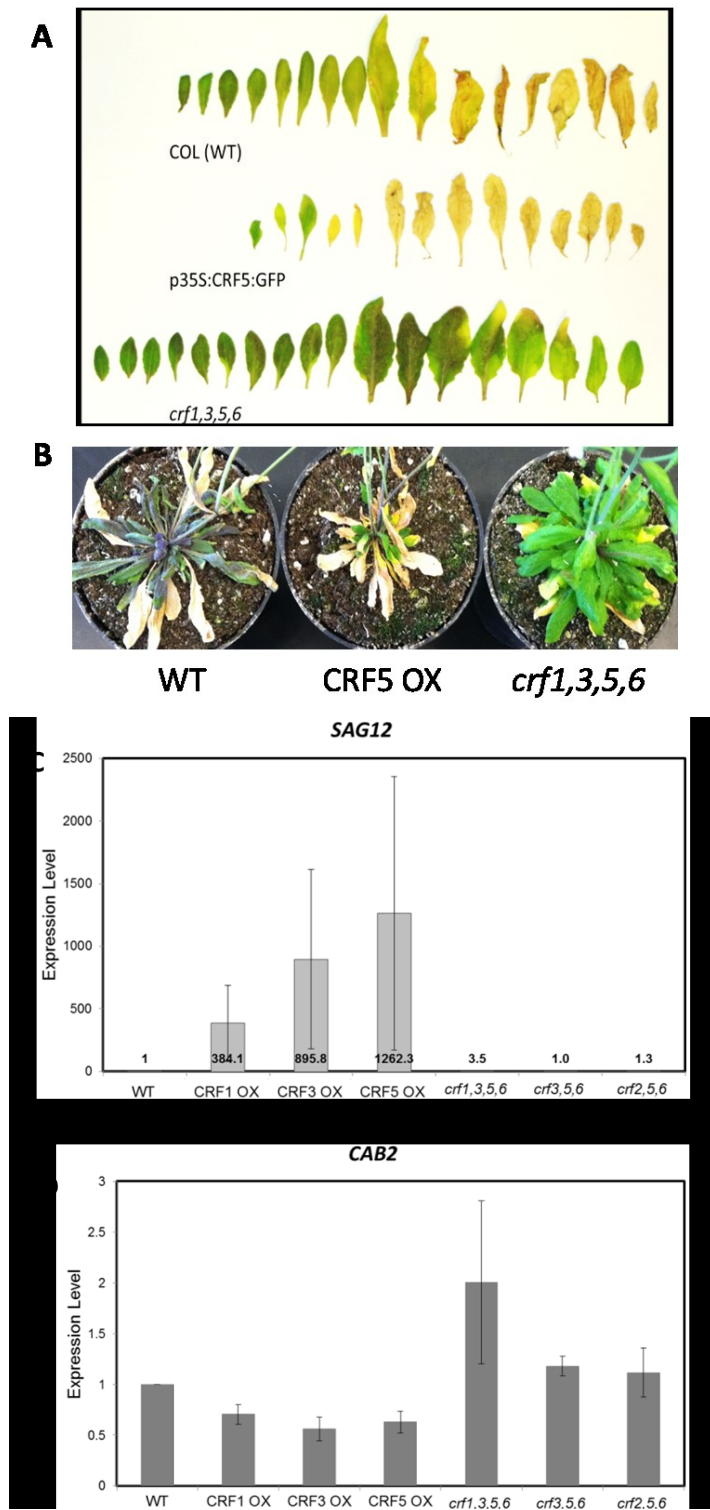 A
COL (WT)
p35S:CRF5:GFP
crf1,3,5,6
B
WT CRF5 OX crf1,3,5,6
SAG12
C
2500
2000
1500
1000
500
0
Expression Level
1 384.1 895.8 1262.3 3.5 1.0 1.3
WT CRF1 OX CRF3 OX CRF5 OX crf1,3,5,6 crf3,5,6 crf2,5,6
CAB2
3
2.5
2
1.5
1
0.5
0
Expression Level
WT CRF1 OX CRF3 OX CRF5 OX crf1,3,5,6 crf3,5,6 crf2,5,6